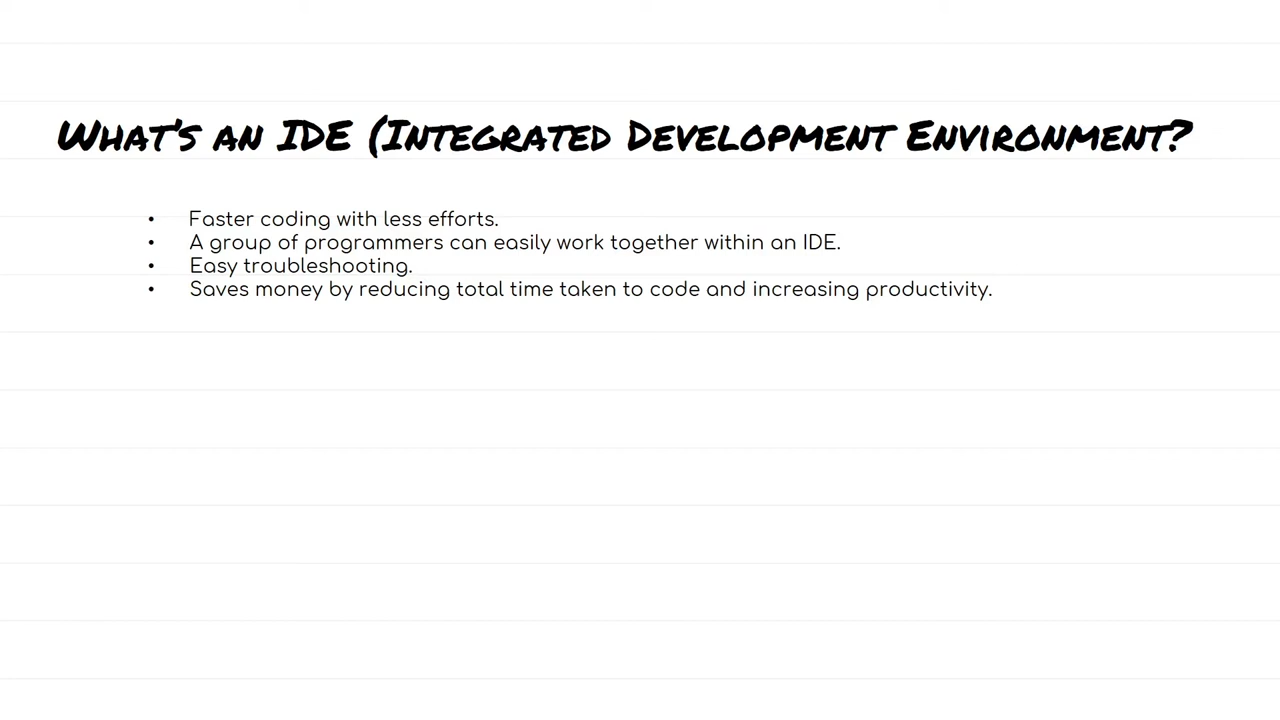 What's an IDE (Integrated Development Environment?
• Faster coding with less efforts.
• A group of programmers can easily work together within an IDE.
• Easy troubleshooting.
• Saves money by reducing total time taken to code and increasing productivity.